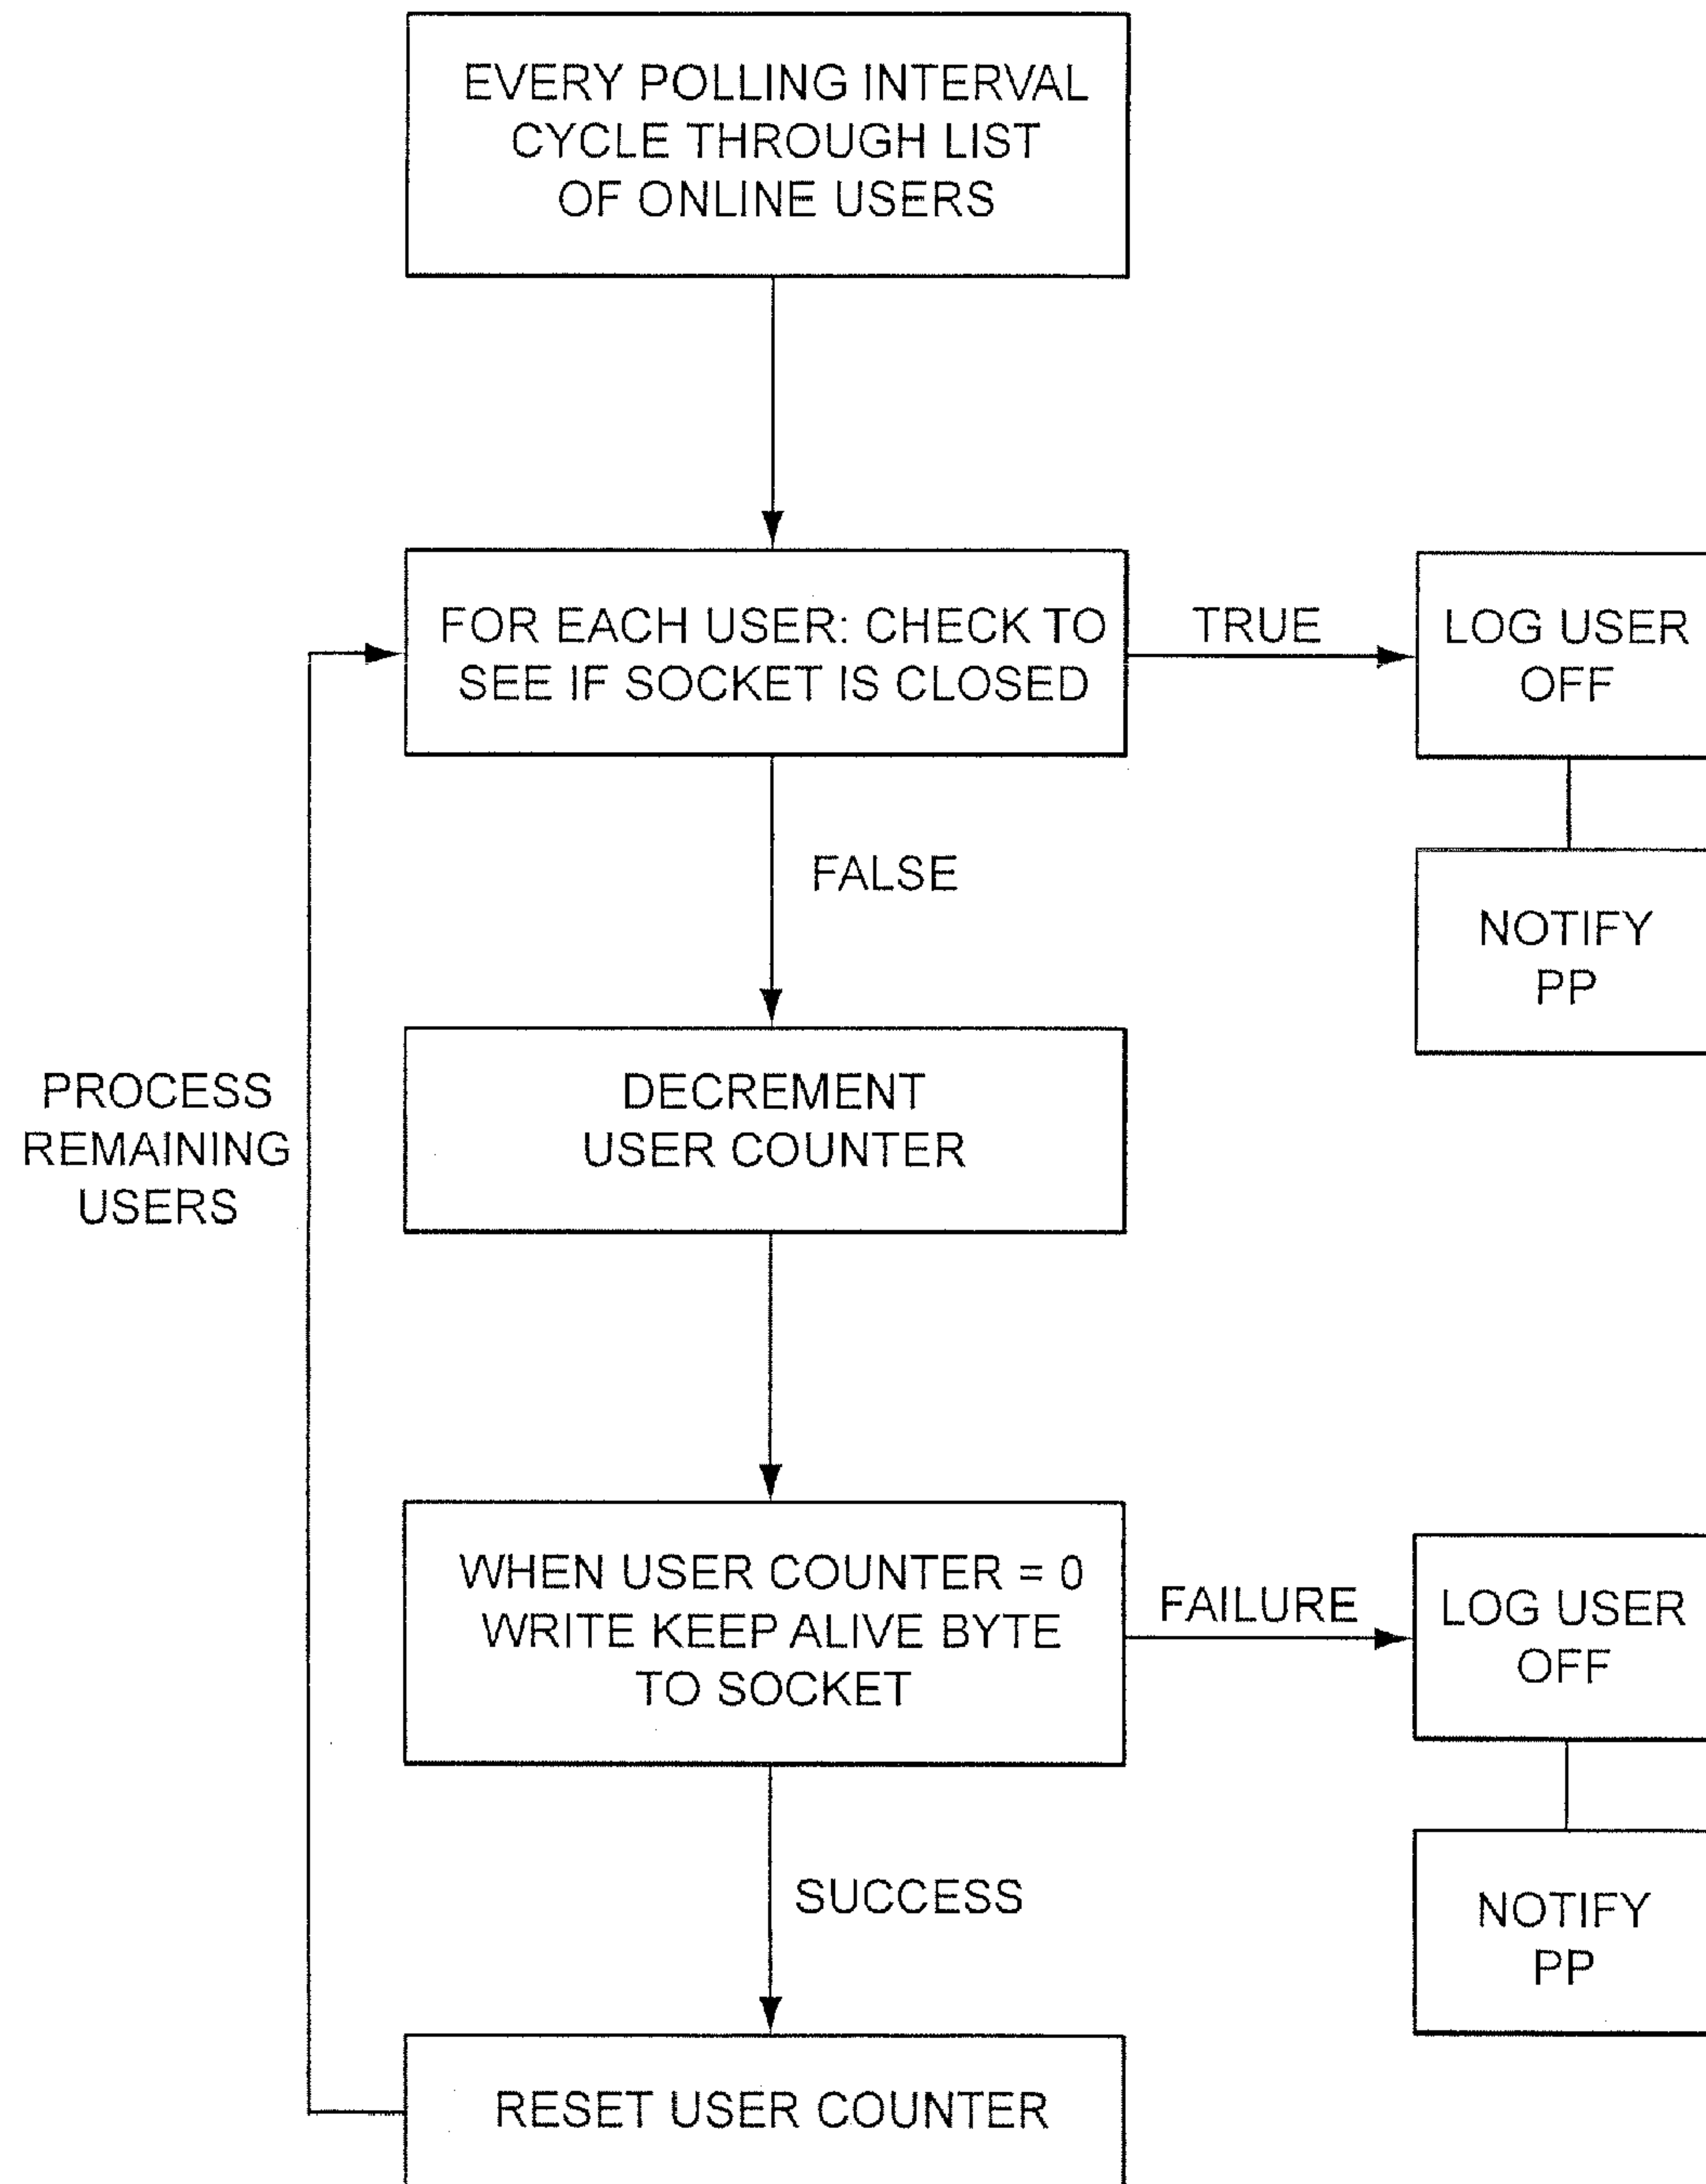 EVERY POLLING INTERVAL
CYCLE THROUGH LIST
OF ONLINE USERS
FOR EACH USER: CHECK TO
SEE IF SOCKET IS CLOSED
TRUE
LOG USER
OFF
FALSE
NOTIFY
PP
PROCESS
REMAINING
USERS
DECREMENT
USER COUNTER
WHEN USER COUNTER = 0
WRITE KEEP ALIVE BYTE
TO SOCKET
FAILURE
LOG USER
OFF
SUCCESS
NOTIFY
PP
RESET USER COUNTER